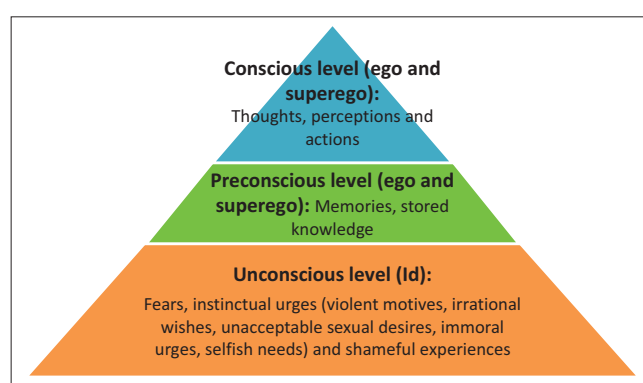 Conscious level (ego and
superego):
Thoughts, perceptions and
actions
Preconscious level (ego and
superego): Memories, stored
knowledge
Unconscious level (Id):
Fears, instinctual urges (violent motives, irrational
wishes, unacceptable sexual desires, immoral
urges, selfish needs) and shameful experiences